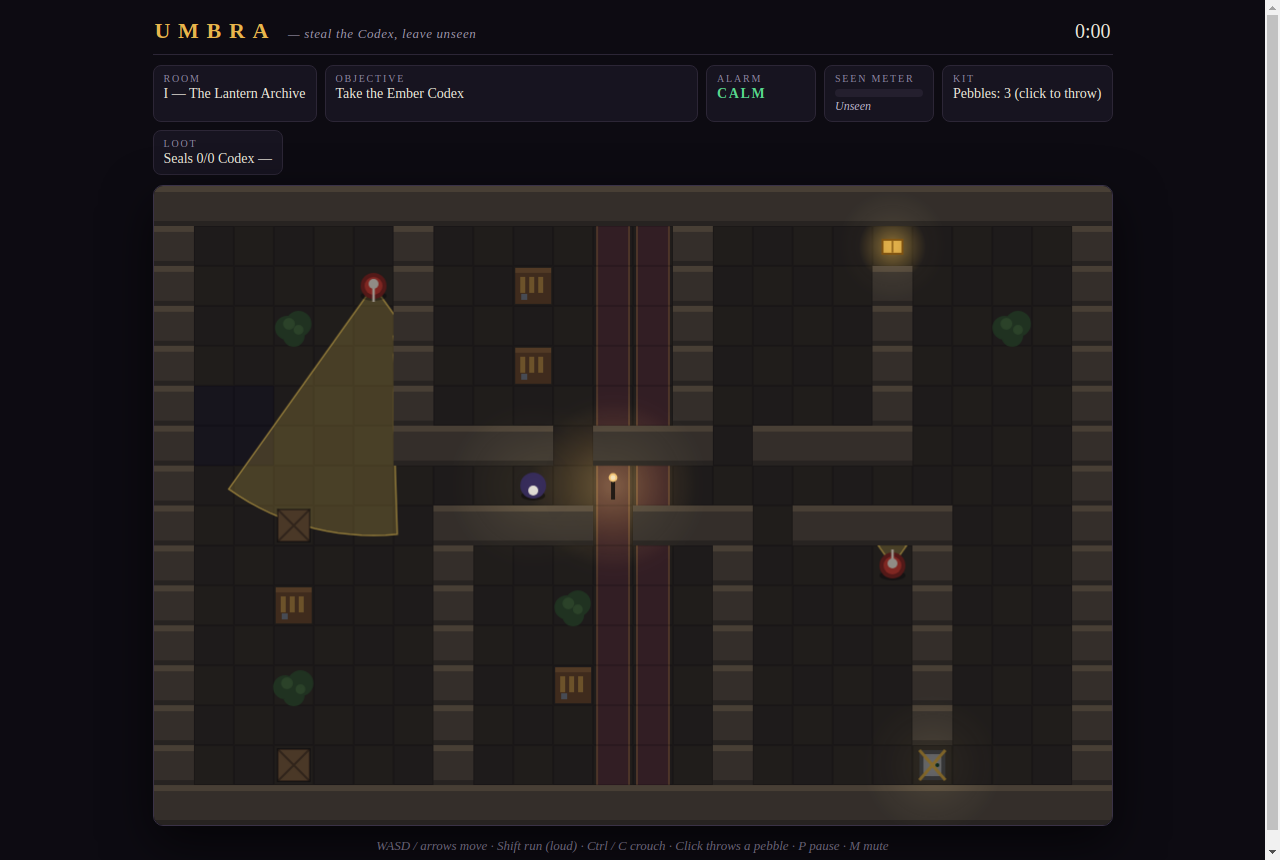 UMBRA — steal the Codex, leave unseen 0:00
ROOM OBJECTIVE ALARM SEEN METER KIT
I — The Lantern Archive Take the Ember Codex CALM Pebbles: 3 (click to throw)
Unseen
LOOT
Seals 0/0 Codex —
WASD / arrows move · Shift run (loud) · Ctrl / C crouch · Click throws a pebble · P pause · M mute